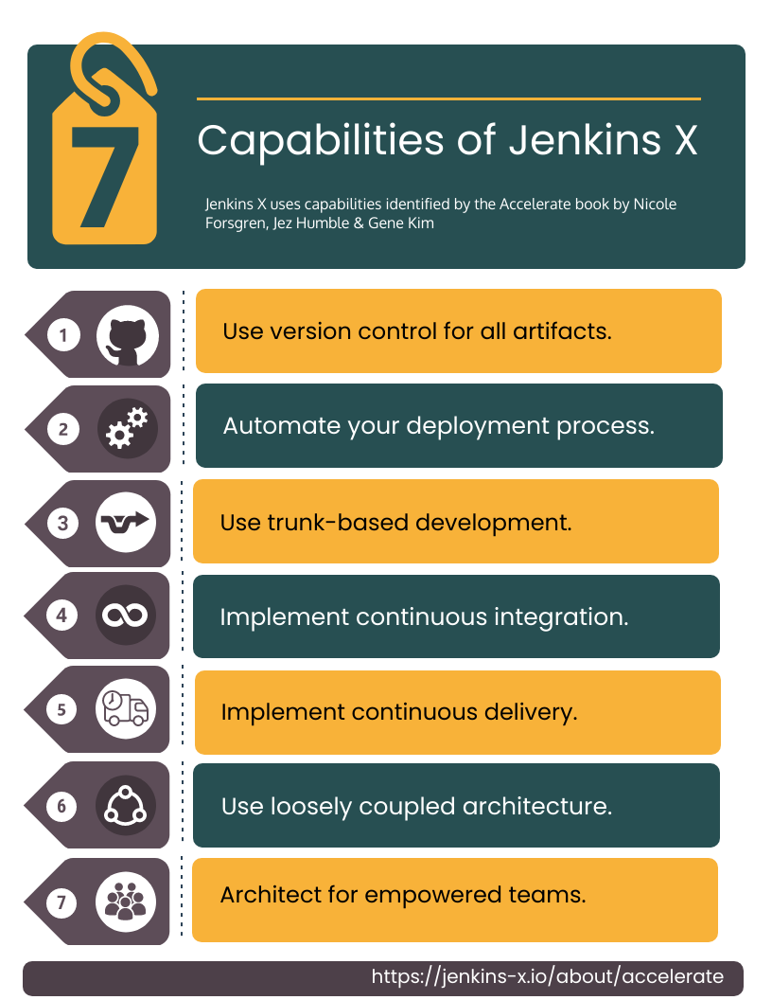 7
Capabilities of Jenkins X
Jenkins X uses capabilities identified by the Accelerate book by Nicole
Forsgren, Jez Humble & Gene Kim
1
Use version control for all artifacts.
2
Automate your deployment process.
3
Use trunk-based development.
4
Implement continuous integration.
5
Implement continuous delivery.
6
Use loosely coupled architecture.
7
Architect for empowered teams.
https://jenkins-x.io/about/accelerate